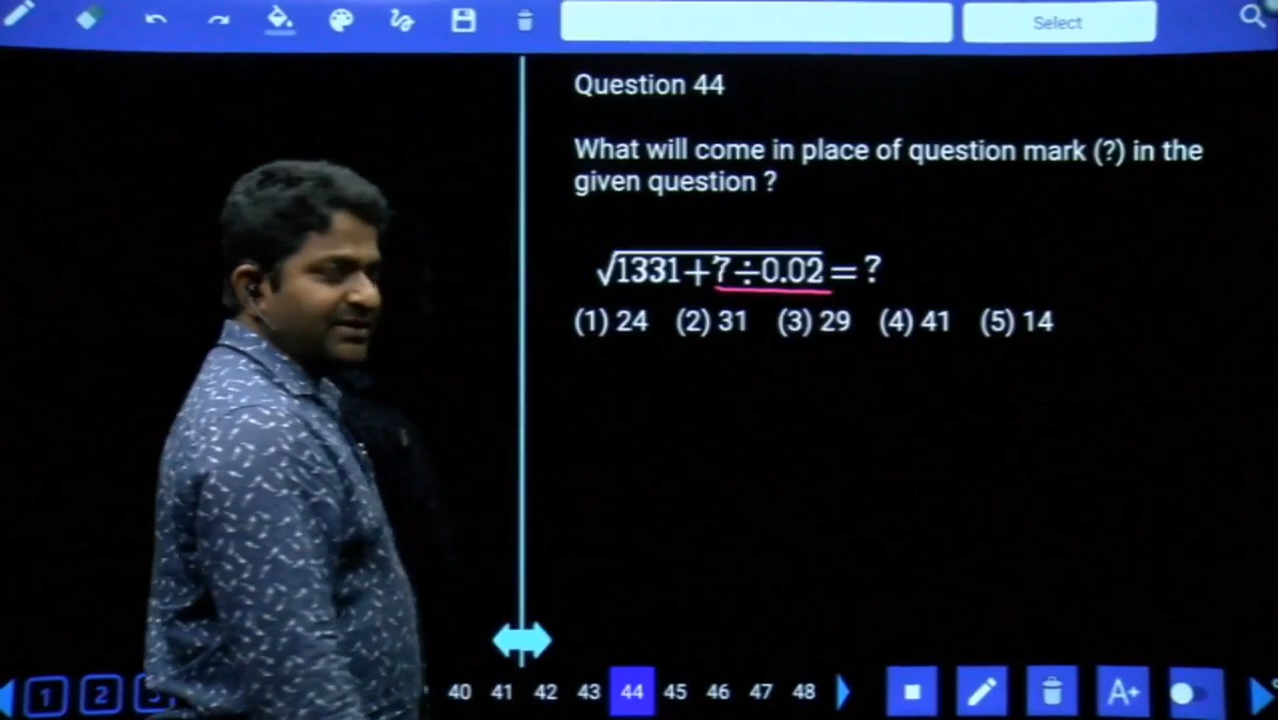 Select
Question 44
What will come in place of question mark (?) in the
given question ?
√1331+7÷0.02 = ?
(1) 24 (2) 31 (3) 29 (4) 41 (5) 14
1 2 40 41 42 43 44 45 46 47 48 A+